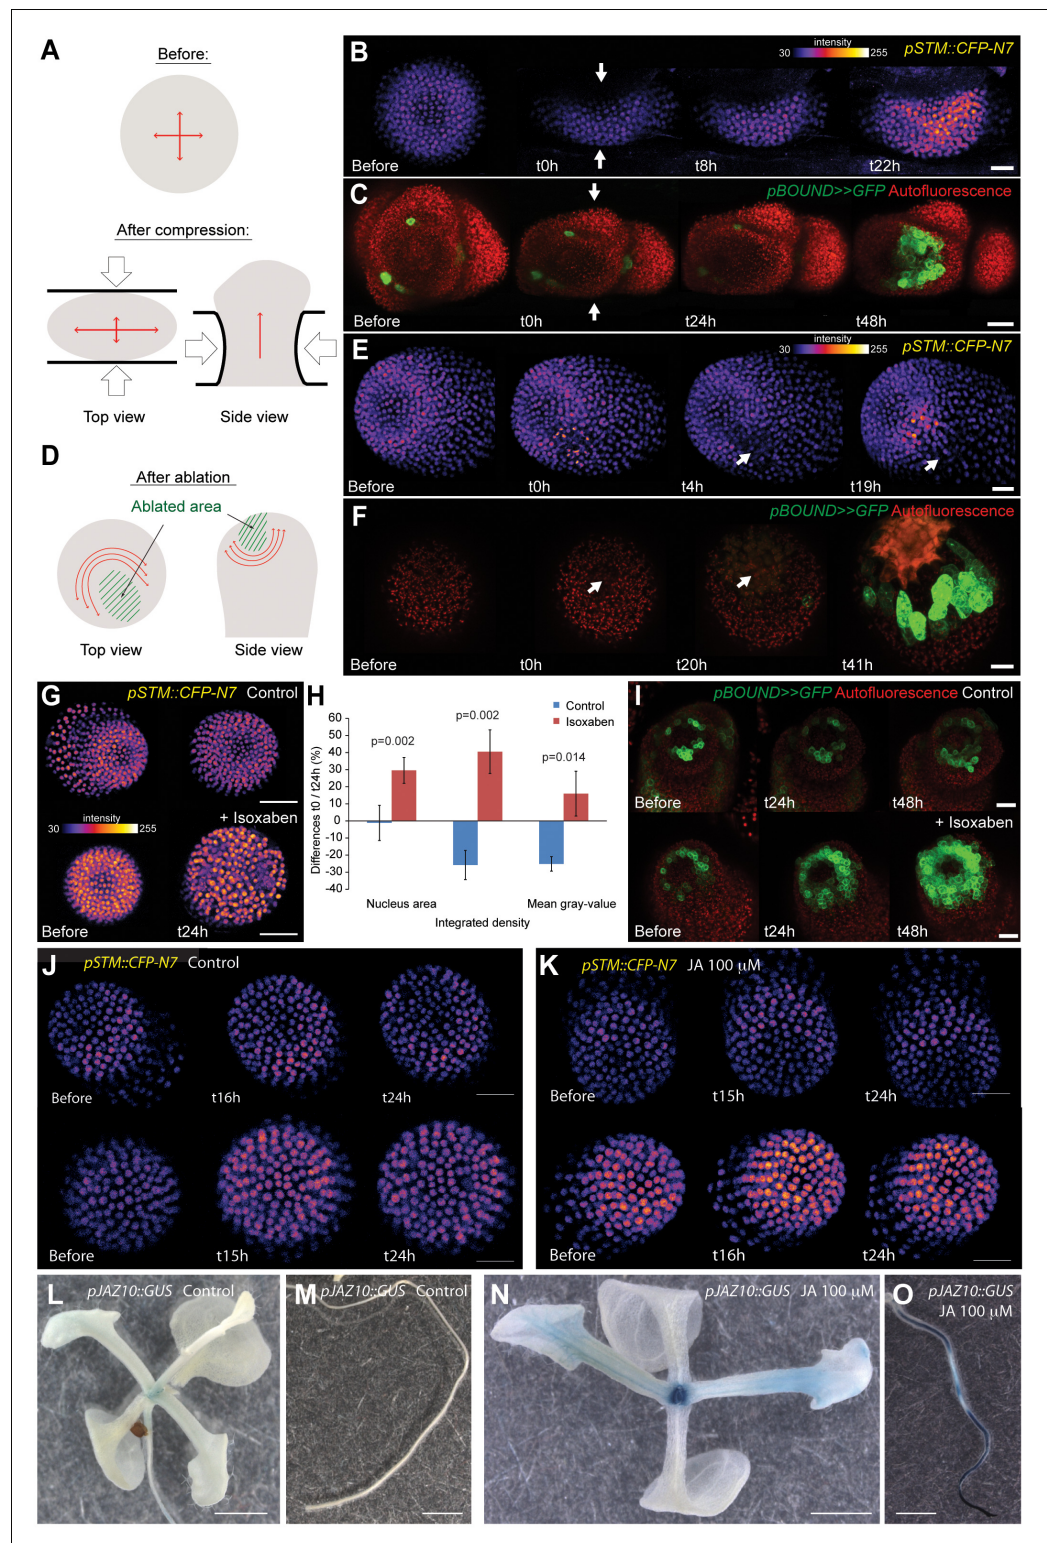 A
Before:
After compression:
Top view
Side view
B
intensity
30
255
pSTM::CFP-N7
Before
t0h
t8h
t22h
C
pBOUND>>GFP Autofluorescence
Before
t0h
t24h
t48h
D
After ablation
Ablated area
Top view
Side view
E
intensity
30
255
pSTM::CFP-N7
Before
t0h
t4h
t19h
F
pBOUND>>GFP Autofluorescence
Before
t0h
t20h
t41h
G
pSTM::CFP-N7 Control
intensity
30
255
+ Isoxaben
Before
t24h
H
Control
Isoxaben
Differences t0 / t24h (%)
60
50
40
30
20
10
0
-10
-20
-30
-40
p=0.002
p=0.002
p=0.014
Nucleus area
Integrated density
Mean gray-value
I
pBOUND>>GFP Autofluorescence Control
Before
t24h
t48h
+ Isoxaben
Before
t24h
t48h
J
pSTM::CFP-N7 Control
Before
t16h
t24h
Before
t15h
t24h
K
pSTM::CFP-N7 JA 100 µM
Before
t15h
t24h
Before
t16h
t24h
L
pJAZ10::GUS Control
M
pJAZ10::GUS Control
N
pJAZ10::GUS JA 100 µM
O
pJAZ10::GUS
JA 100 µM